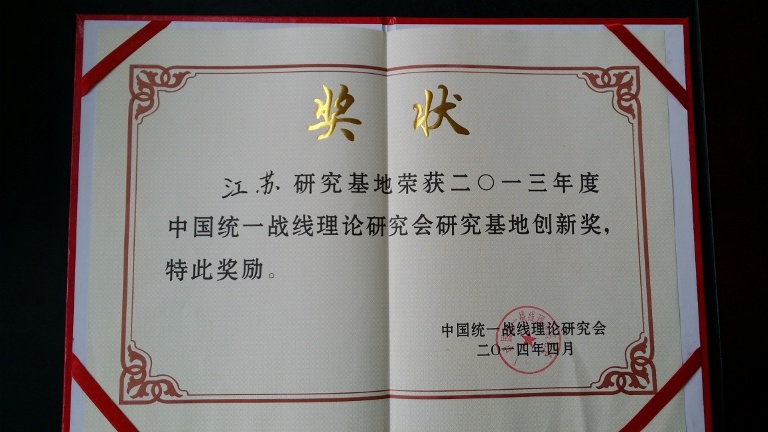 奖状
江苏研究基地荣获二〇一三年度
中国统一战线理论研究会研究基地创新奖,
特此奖励。
中国统一战线理论研究会
二〇一四年四月